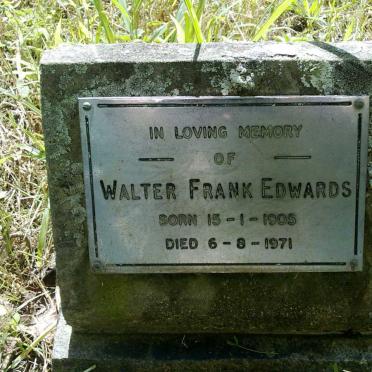 IN LOVING MEMORY
OF
WALTER FRANK EDWARDS
BORN 15-1-1905
DIED 6-8-1971